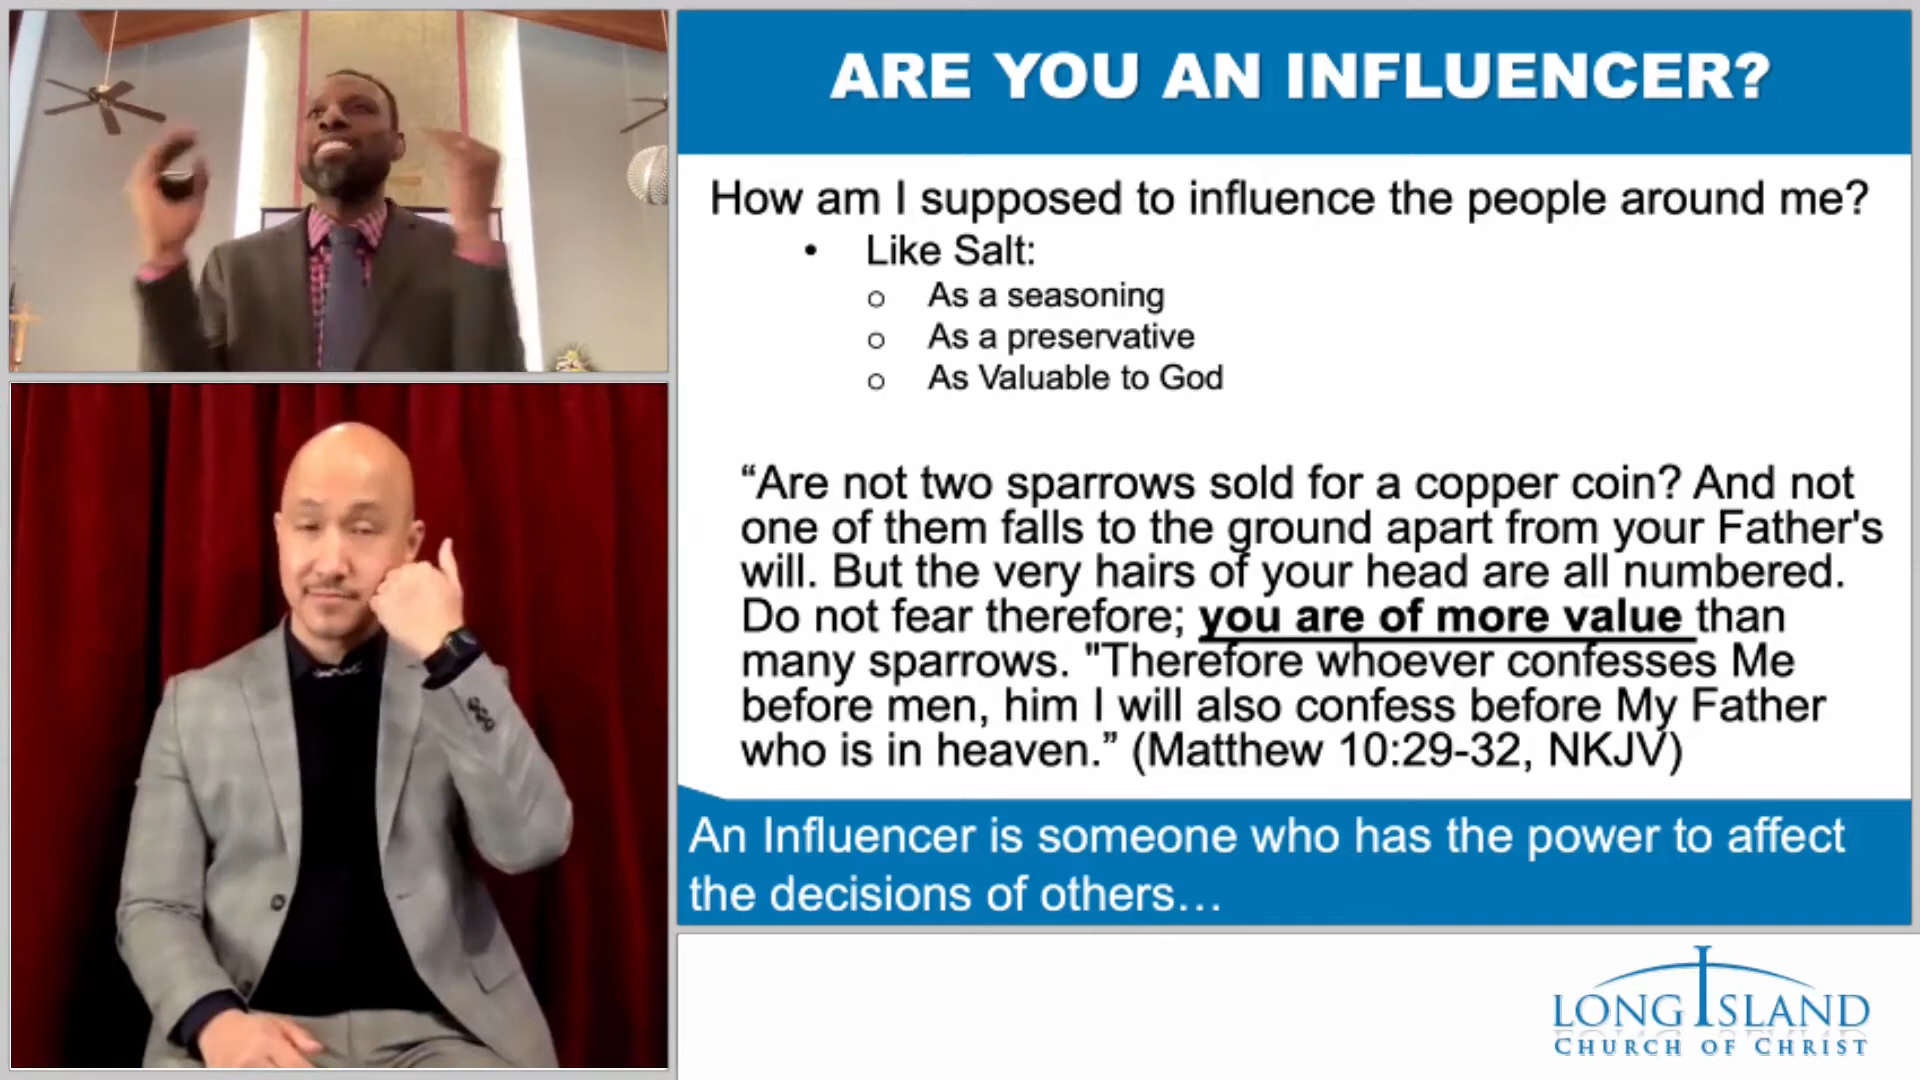 ARE YOU AN INFLUENCER?
How am I supposed to influence the people around me?
• Like Salt:
o As a seasoning
o As a preservative
o As Valuable to God
“Are not two sparrows sold for a copper coin? And not
one of them falls to the ground apart from your Father's
will. But the very hairs of your head are all numbered.
Do not fear therefore; you are of more value than
many sparrows. "Therefore whoever confesses Me
before men, him I will also confess before My Father
who is in heaven.” (Matthew 10:29-32, NKJV)
An Influencer is someone who has the power to affect
the decisions of others…
LONG ISLAND
CHURCH OF CHRIST